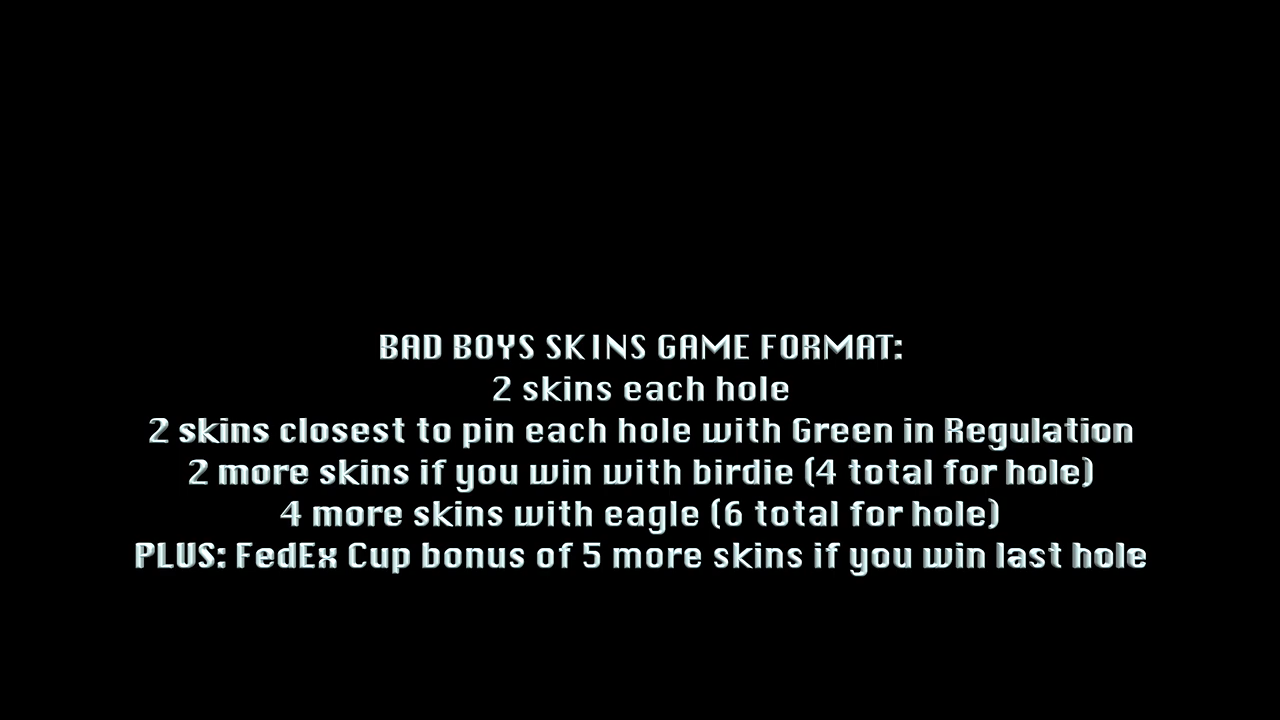 BAD BOYS SKINS GAME FORMAT:
2 skins each hole
2 skins closest to pin each hole with Green in Regulation
2 more skins if you win with birdie (4 total for hole)
4 more skins with eagle (6 total for hole)
PLUS: FedEx Cup bonus of 5 more skins if you win last hole